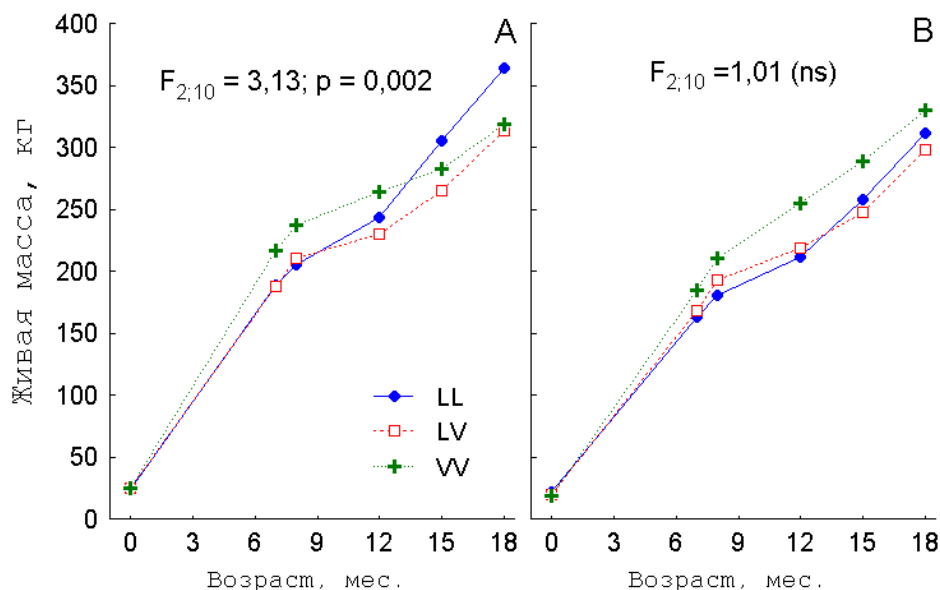 A
B
F2;10 = 3,13; p = 0,002
F2;10 =1,01 (ns)
Живая масса, кг
400
350
300
250
200
150
100
50
0
LL
LV
VV
0 3 6 9 12 15 18
0 3 6 9 12 15 18
Возраст, мес.
Возраст, мес.